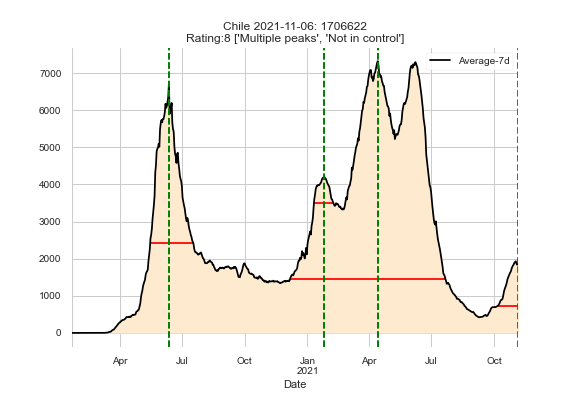 Chile 2021-11-06: 1706622
Rating:8 ['Multiple peaks', 'Not in control']
Average-7d
7000
6000
5000
4000
3000
2000
1000
0
Apr Jul Oct Jan Apr Jul Oct
2021
Date